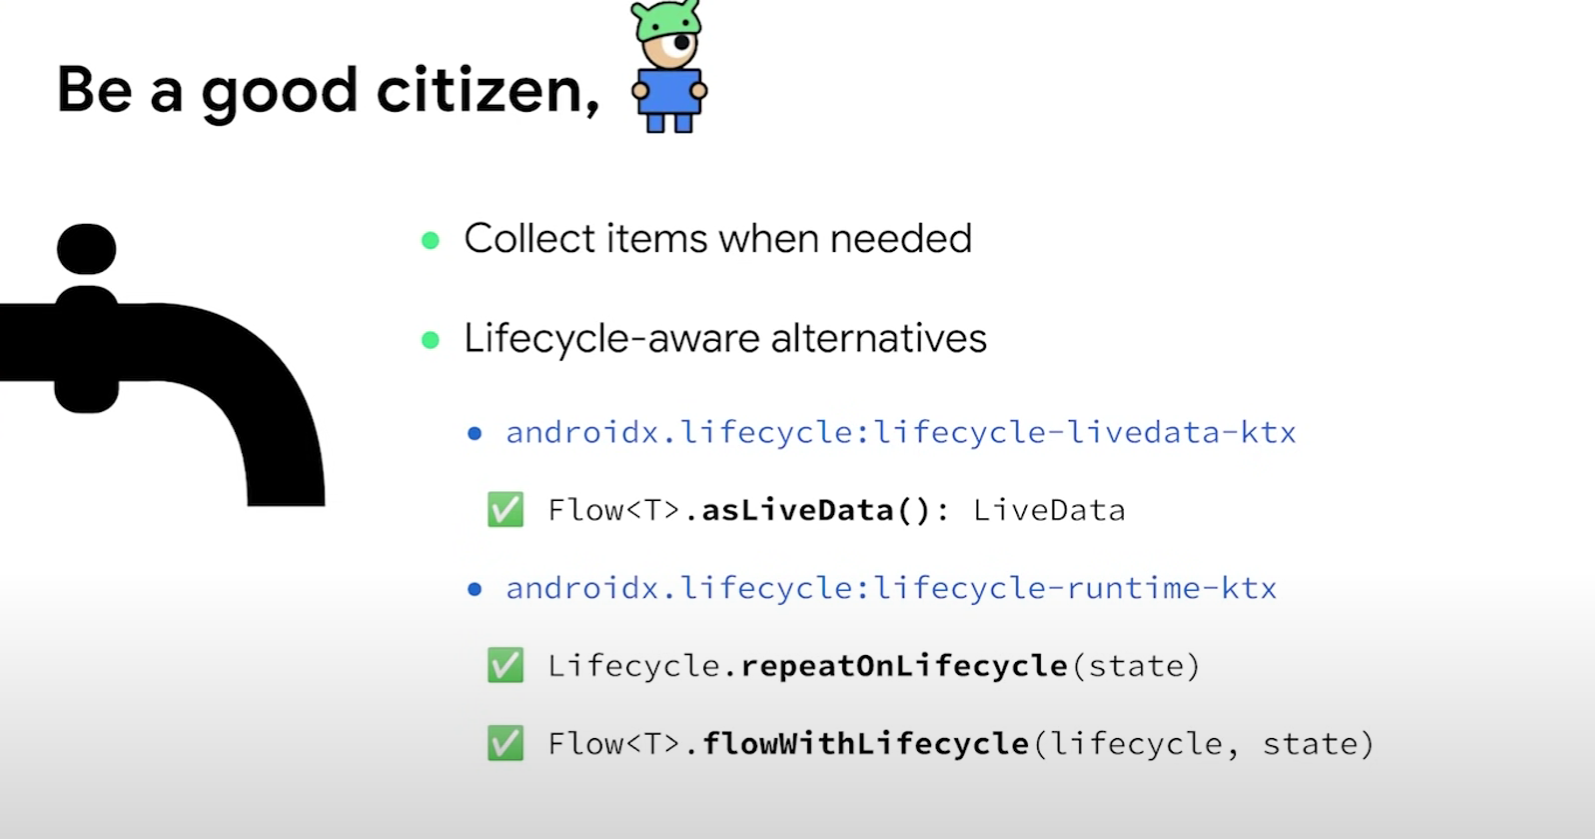 Be a good citizen,
Collect items when needed
Lifecycle-aware alternatives
androidx.lifecycle:lifecycle-livedata-ktx
Flow<T>.asLiveData(): LiveData
androidx.lifecycle:lifecycle-runtime-ktx
Lifecycle.repeatOnLifecycle(state)
Flow<T>.flowWithLifecycle(lifecycle, state)